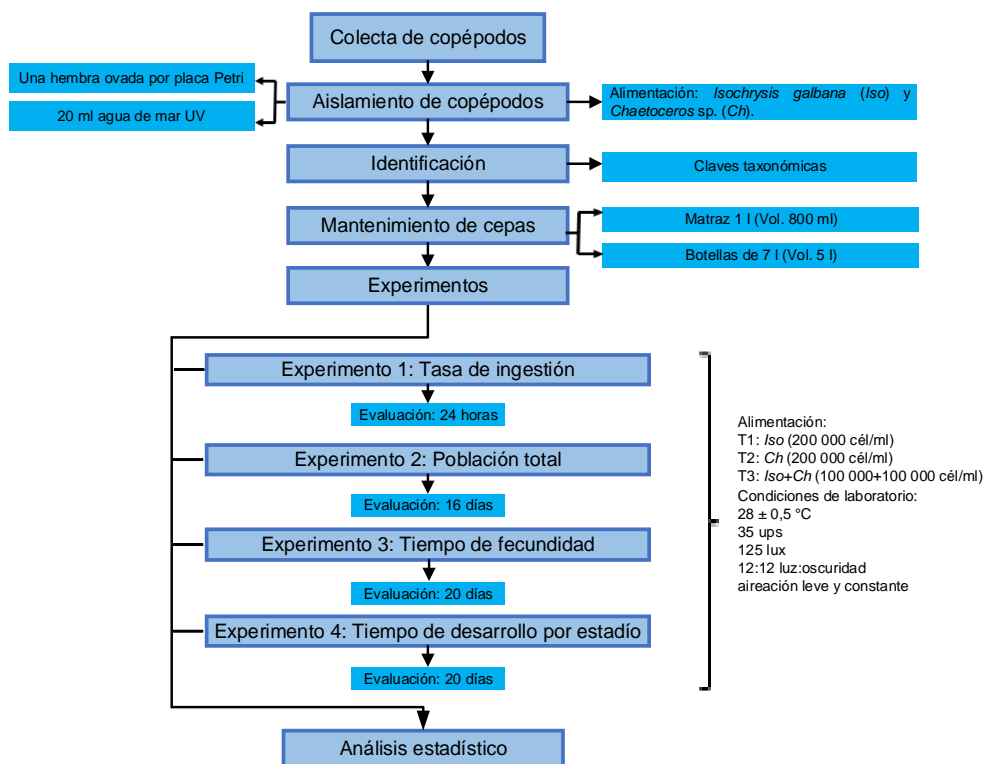 Colecta de copépodos
Una hembra ovada por placa Petri
20 ml agua de mar UV
Aislamiento de copépodos
Alimentación: Isochrysis galbana (Iso) y
Chaetoceros sp. (Ch).
Identificación
Claves taxonómicas
Mantenimiento de cepas
Matraz 1 l (Vol. 800 ml)
Botellas de 7 l (Vol. 5 l)
Experimentos
Experimento 1: Tasa de ingestión
Evaluación: 24 horas
Experimento 2: Población total
Evaluación: 16 días
Experimento 3: Tiempo de fecundidad
Evaluación: 20 días
Experimento 4: Tiempo de desarrollo por estadío
Evaluación: 20 días
Alimentación:
T1: Iso (200 000 cél/ml)
T2: Ch (200 000 cél/ml)
T3: Iso+Ch (100 000+100 000 cél/ml)
Condiciones de laboratorio:
28 ± 0,5 °C
35 ups
125 lux
12:12 luz:oscuridad
aireación leve y constante
Análisis estadístico